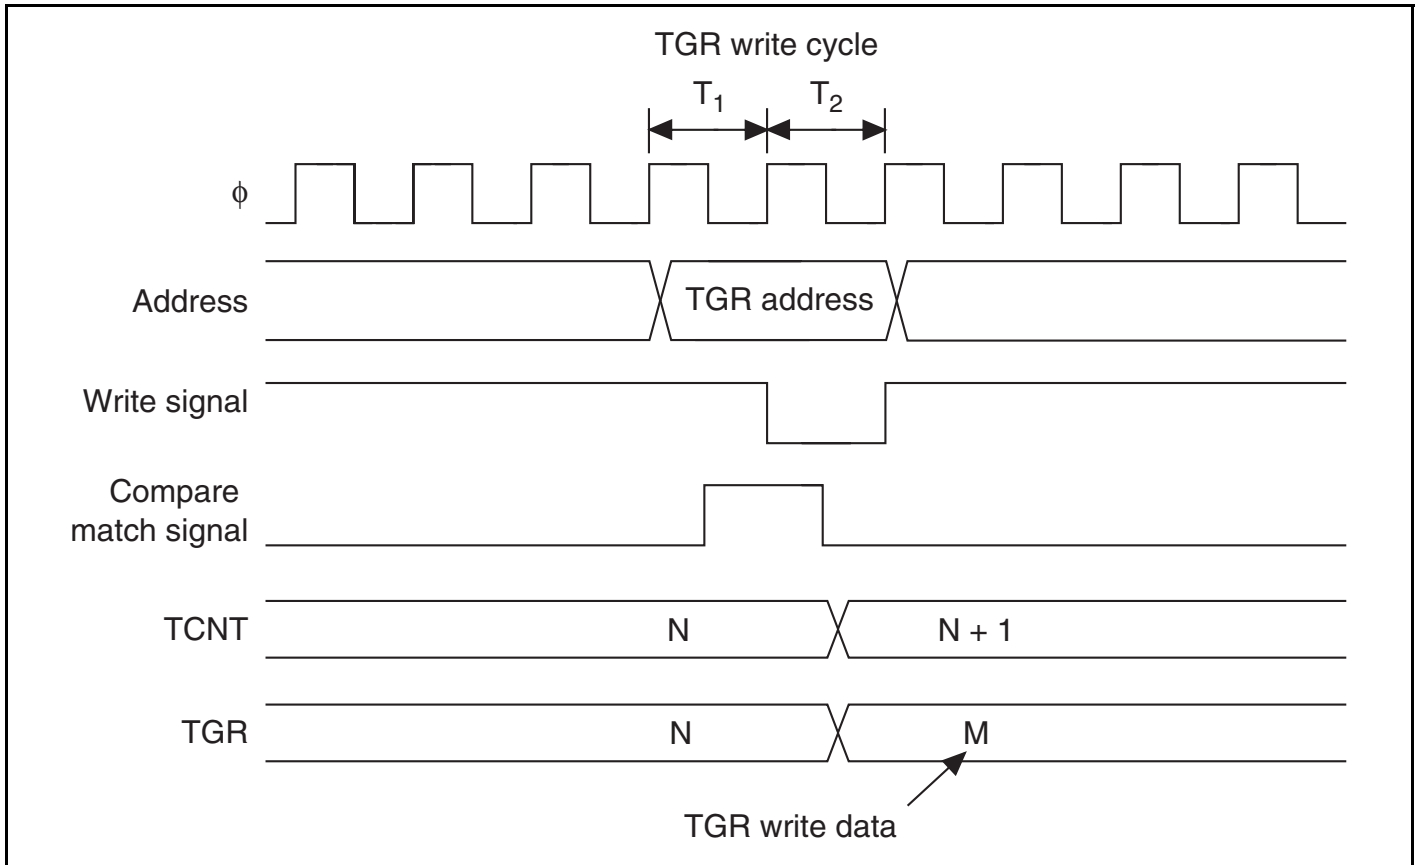 TGR write cycle
T₁ T₂
ϕ
Address TGR address
Write signal
Compare
match signal
TCNT N N + 1
TGR N M
TGR write data